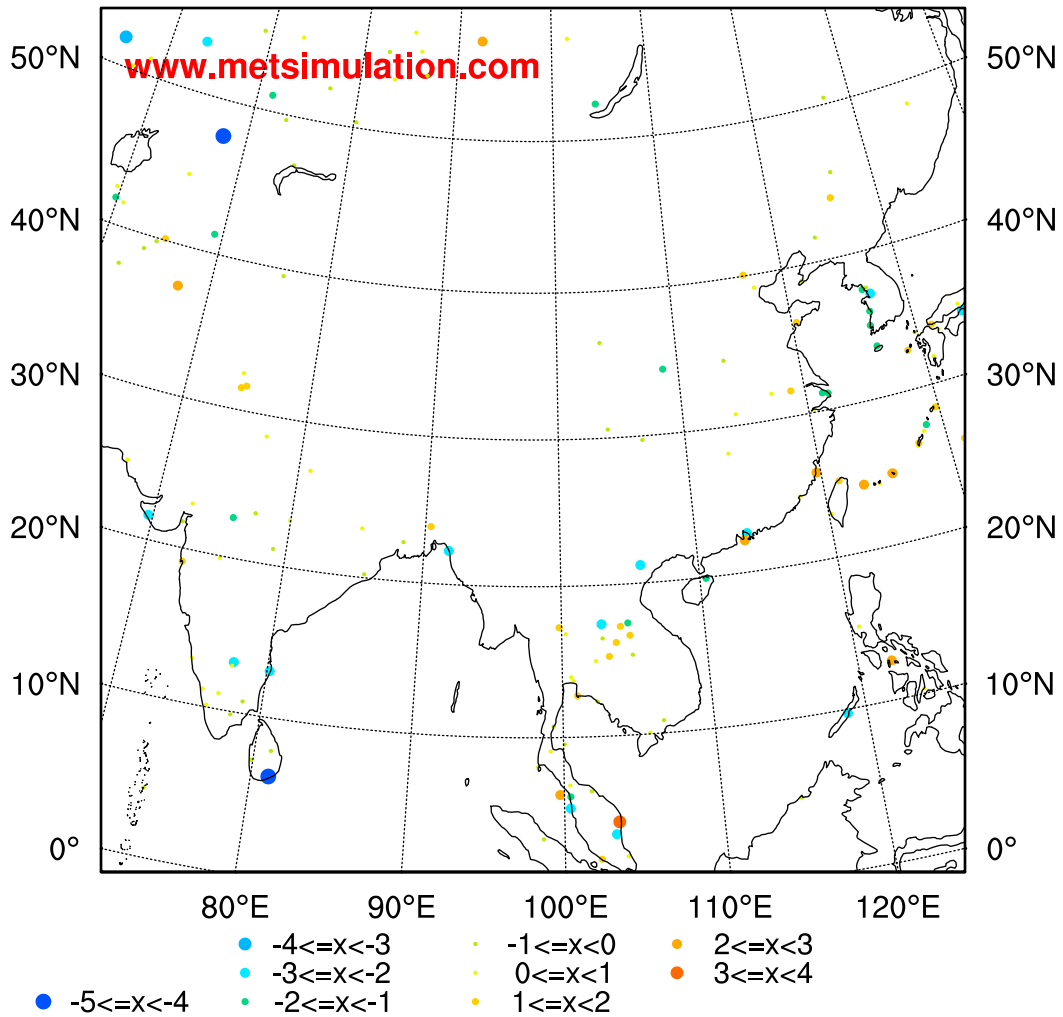 50°N 50°N
www.metsimulation.com
40°N 40°N
30°N 30°N
20°N 20°N
10°N 10°N
0° 0°
80°E 90°E 100°E 110°E 120°E
-4<=x<-3 -1<=x<0 2<=x<3
-3<=x<-2 0<=x<1 3<=x<4
-5<=x<-4 -2<=x<-1 1<=x<2